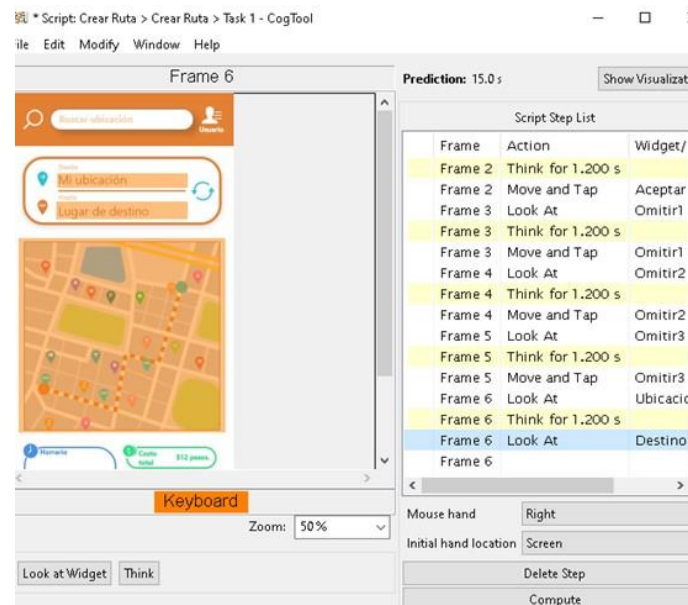 * Script: Crear Ruta > Crear Ruta > Task 1 - CogTool
ile Edit Modify Window Help
Frame 6
Buscar ubicación
Usuario
Mi ubicación
Lugar de destino
Horario
Costo total
$12 pesos.
Keyboard
Zoom: 50%
Look at Widget Think
Prediction: 15.0 s Show Visualizat
Script Step List
Frame Action Widget/
Frame 2 Think for 1.200 s
Frame 2 Move and Tap Aceptar
Frame 3 Look At Omitir1
Frame 3 Think for 1.200 s
Frame 3 Move and Tap Omitir1
Frame 4 Look At Omitir2
Frame 4 Think for 1.200 s
Frame 4 Move and Tap Omitir2
Frame 5 Look At Omitir3
Frame 5 Think for 1.200 s
Frame 5 Move and Tap Omitir3
Frame 6 Look At Ubicacio
Frame 6 Think for 1.200 s
Frame 6 Look At Destino
Frame 6
Mouse hand Right
Initial hand location Screen
Delete Step
Compute